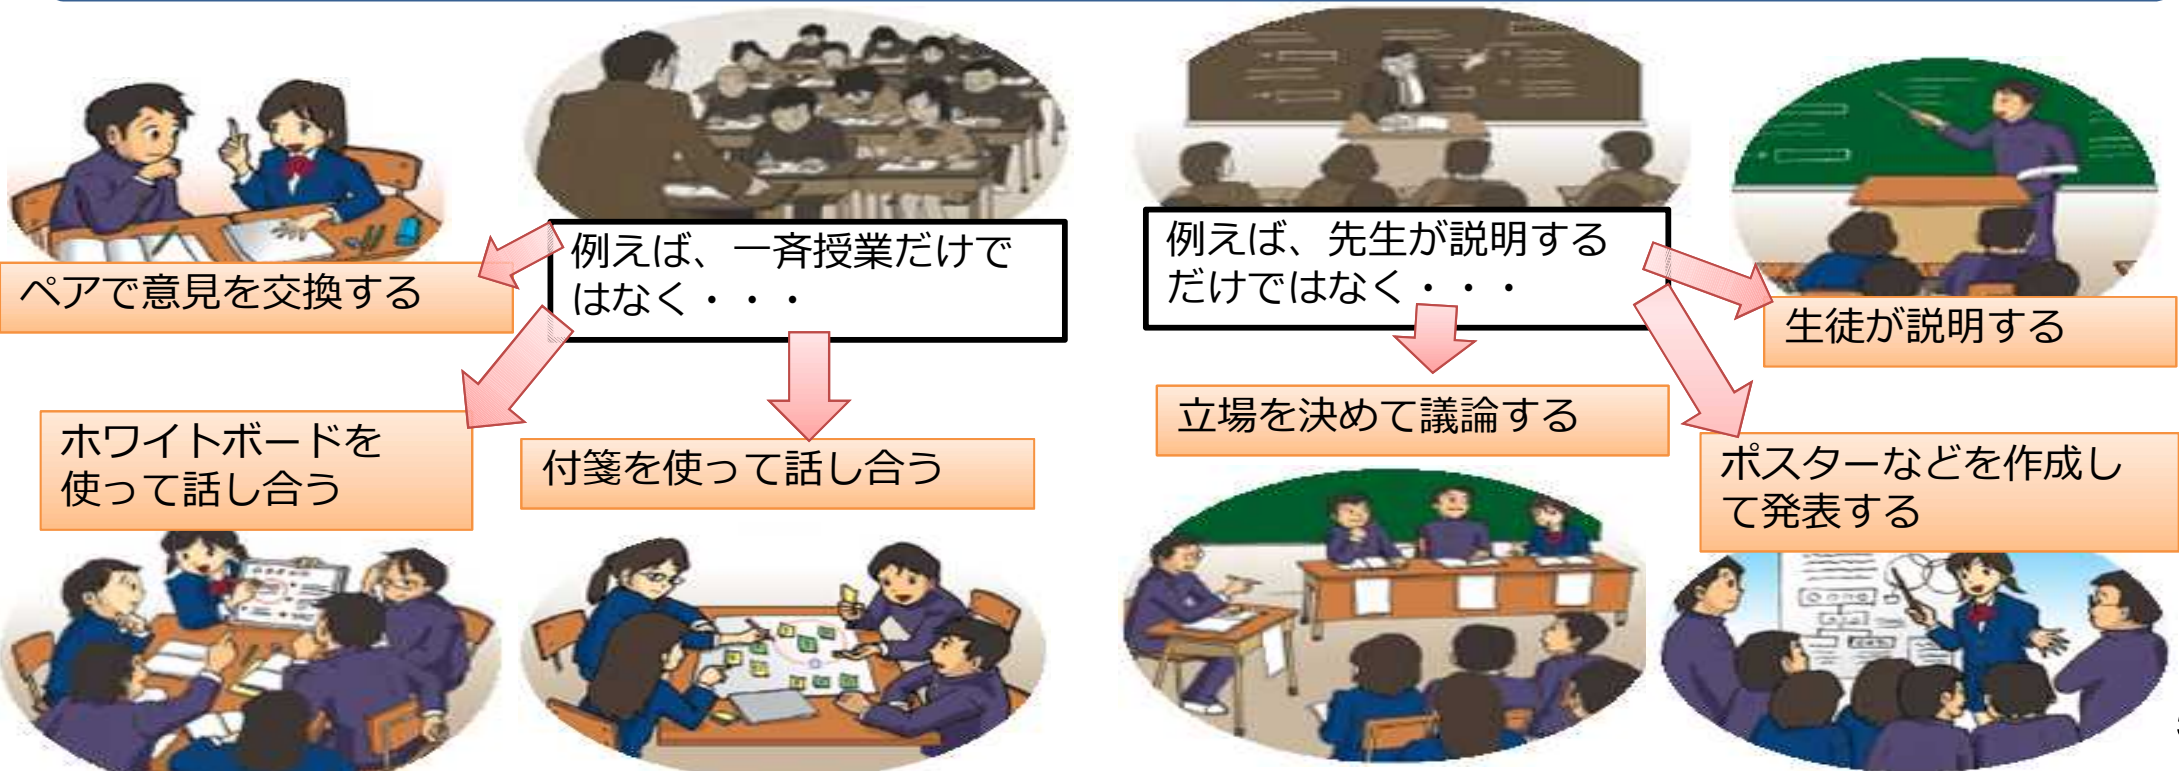 例えば、一斉授業だけで
はなく・・・
ペアで意見を交換する
ホワイトボードを
使って話し合う
付箋を使って話し合う
例えば、先生が説明する
だけではなく・・・
生徒が説明する
立場を決めて議論する
ポスターなどを作成し
て発表する